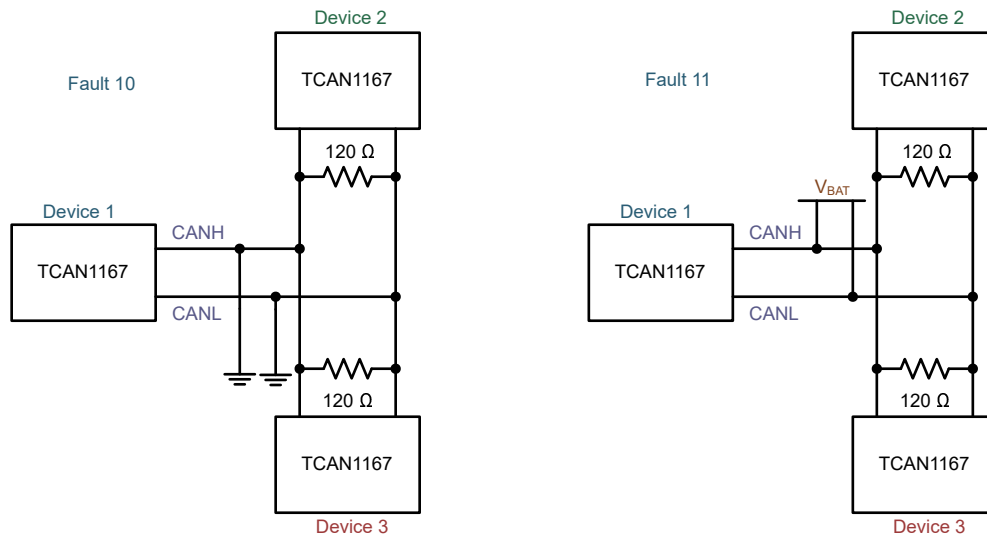 Device 2
TCAN1167
Fault 10
120 Ω
Device 1
CANH
TCAN1167
CANL
120 Ω
TCAN1167
Device 3
Device 2
TCAN1167
Fault 11
120 Ω
VBAT
Device 1
CANH
TCAN1167
CANL
120 Ω
TCAN1167
Device 3